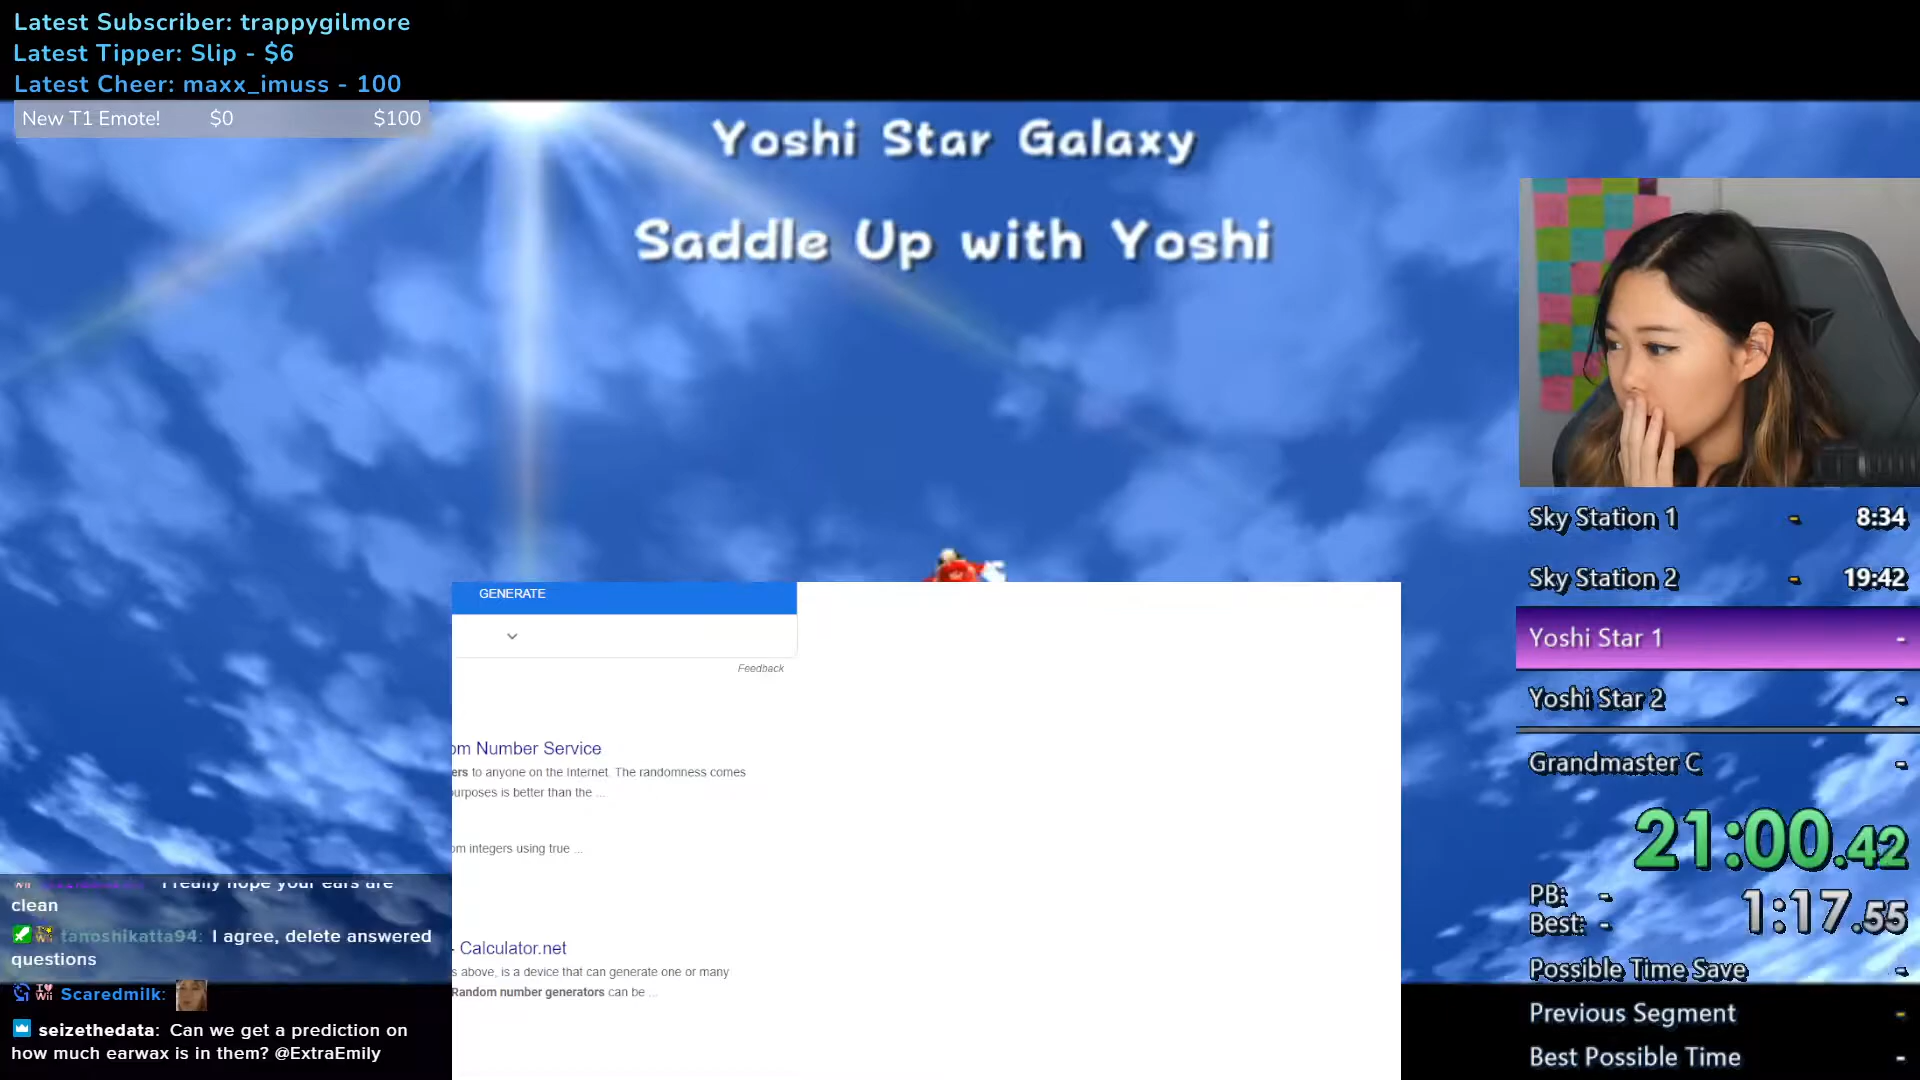 Latest Subscriber: trappygilmore
Latest Tipper: Slip - $6
Latest Cheer: maxx_imuss - 100
New T1 Emote! $0 $100
Yoshi Star Galaxy
Saddle Up with Yoshi
Sky Station 1 - 8:34
Sky Station 2 - 19:42
Yoshi Star 1 -
Yoshi Star 2 -
Grandmaster C -
21:00.42
PB: -
Best: -
1:17.55
Possible Time Save -
Previous Segment -
Best Possible Time -
GENERATE
Feedback
om Number Service
ers to anyone on the Internet. The randomness comes
urposes is better than the ...
om integers using true ...
- Calculator.net
s above, is a device that can generate one or many
Random number generators can be ...
I really hope your ears are
clean
tanoshikatta94: I agree, delete answered
questions
Scaredmilk:
seizethedata: Can we get a prediction on
how much earwax is in them? @ExtraEmily